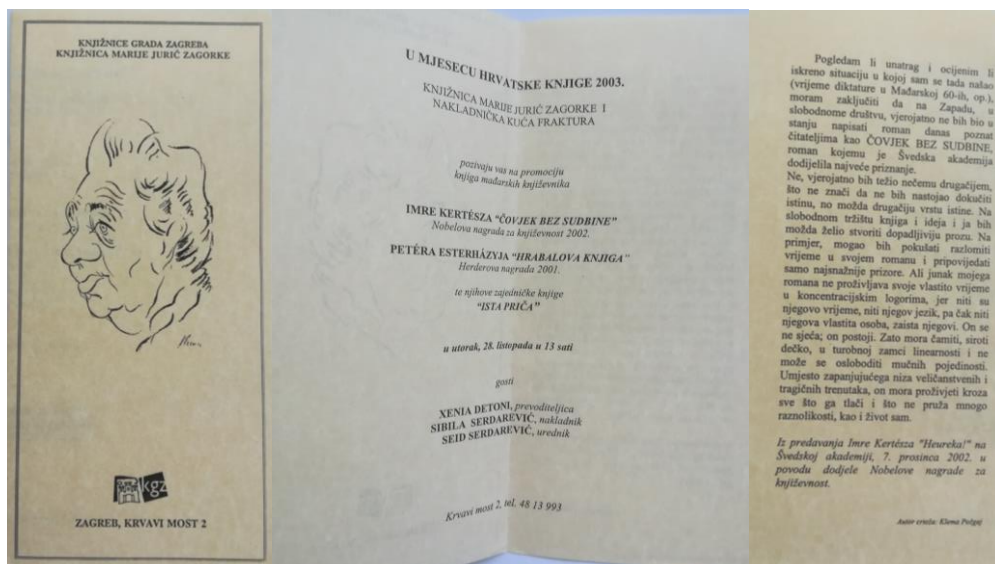 KNJIŽNICE GRADA ZAGREBA
KNJIŽNICA MARIJE JURIĆ ZAGORKE
kgz
ZAGREB, KRVAVI MOST 2
U MJESECU HRVATSKE KNJIGE 2003.
KNJIŽNICA MARIJE JURIĆ ZAGORKE I
NAKLADNIČKA KUĆA FRAKTURA
pozivaju vas na promociju
knjiga mađarskih književnika
IMRE KERTÉSZA "ČOVJEK BEZ SUDBINE"
Nobelova nagrada za književnost 2002.
PETÉRA ESTERHÁZYJA "HRABALOVA KNJIGA"
Herderova nagrada 2001.
te njihove zajedničke knjige
"ISTA PRIČA"
u utorak, 28. listopada u 13 sati
gosti
XENIA DETONI, prevoditeljica
SIBILA SERDAREVIĆ, nakladnik
SEID SERDAREVIĆ, urednik
Krvavi most 2, tel. 48 13 993
Pogledam li unatrag i ocijenim li
iskreno situaciju u kojoj sam se tada našao
(vrijeme diktature u Mađarskoj 60-ih, op.),
moram zaključiti da na Zapadu, u
slobodnome društvu, vjerojatno ne bih bio u
stanju napisati roman danas poznat
čitateljima kao ČOVJEK BEZ SUDBINE,
roman kojemu je Švedska akademija
dodijelila najveće priznanje.
Ne, vjerojatno bih težio nečemu drugačijem,
što ne znači da ne bih nastojao dokučiti
istinu, no možda drugačiju vrstu istine. Na
slobodnom tržištu knjiga i ideja i ja bih
možda želio stvoriti dopadljiviju prozu. Na
primjer, mogao bih pokušati razlomiti
vrijeme u svojem romanu i pripovijedati
samo najsnažnije prizore. Ali junak mojega
romana ne proživljava svoje vlastito vrijeme
u koncentracijskim logorima, jer niti su
njegovo vrijeme, niti njegov jezik, pa čak niti
njegova vlastita osoba, zaista njegovi. On se
ne sjeća; on postoji. Zato mora čamiti, siroti
dečko, u turobnoj zamci linearnosti i ne
može se osloboditi mučnih pojedinosti.
Umjesto zapanjujućega niza veličanstvenih i
tragičnih trenutaka, on mora proživjeti kroza
sve što ga tlači i što ne pruža mnogo
raznolikosti, kao i život sam.
Iz predavanja Imre Kertésza "Heureka!" na
Švedskoj akademiji, 7. prosinca 2002. u
povodu dodjele Nobelove nagrade za
književnost.
Autor crteža: Klena